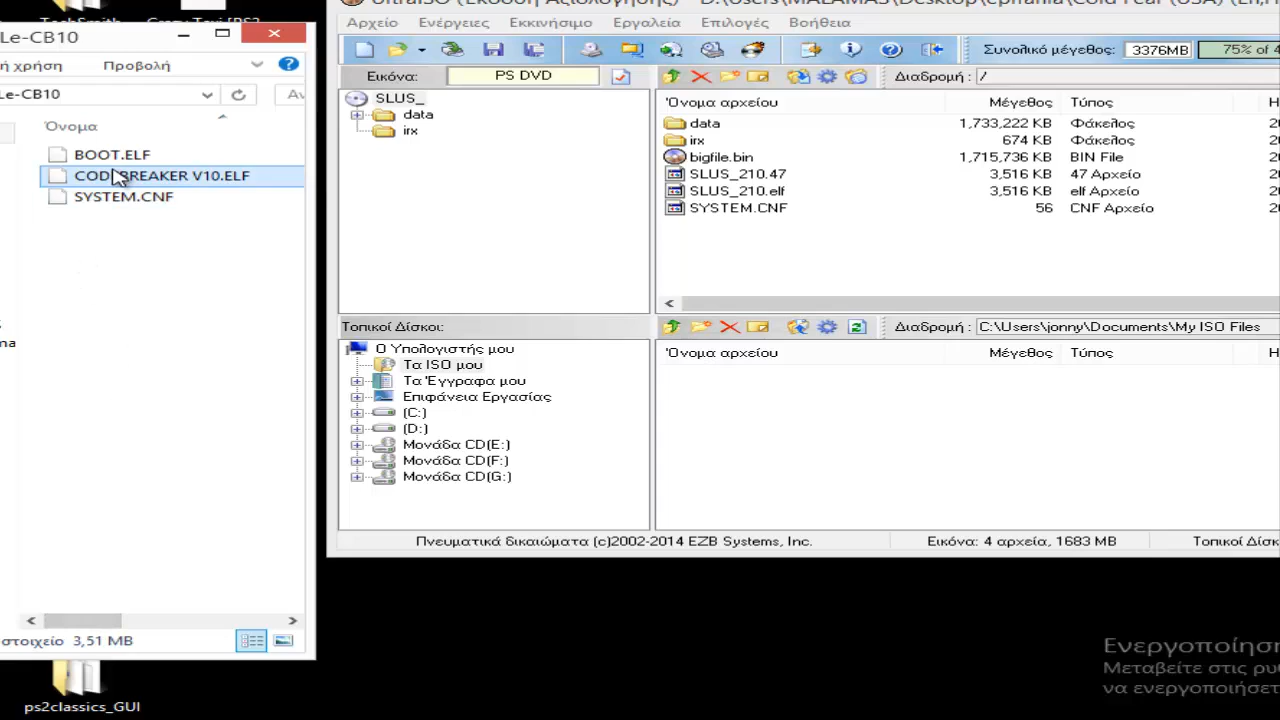 Le-CB10
ή χρήση
Προβολή
Le-CB10
Όνομα
BOOT.ELF
CODEBREAKER V10.ELF
SYSTEM.CNF
στοιχείο 3,51 MB
ps2classics_GUI
Αρχείο Ενέργειες Εκκινήσιμο Εργαλεία Επιλογές Βοήθεια
Συνολικό μέγεθος: 3376MB 75% of 4
Εικόνα: PS DVD
Διαδρομή : /
SLUS_
data
irx
Όνομα αρχείου Μέγεθος Τύπος
data 1,733,222 KB Φάκελος
irx 674 KB Φάκελος
bigfile.bin 1,715,736 KB BIN File
SLUS_210.47 3,516 KB 47 Αρχείο
SLUS_210.elf 3,516 KB elf Αρχείο
SYSTEM.CNF 56 CNF Αρχείο
Τοπικοί Δίσκοι:
Διαδρομή : C:\Users\jonny\Documents\My ISO Files
Ο Υπολογιστής μου
Τα ISO μου
Τα Έγγραφα μου
Επιφάνεια Εργασίας
(C:)
(D:)
Μονάδα CD(E:)
Μονάδα CD(F:)
Μονάδα CD(G:)
Όνομα αρχείου Μέγεθος Τύπος
Πνευματικά δικαιώματα (c)2002-2014 EZB Systems, Inc.
Εικόνα: 4 αρχεία, 1683 MB
Τοπικοί Δίσκ
Ενεργοποίηση
Μεταβείτε στις ρυθ
να ενεργοποιήσετ